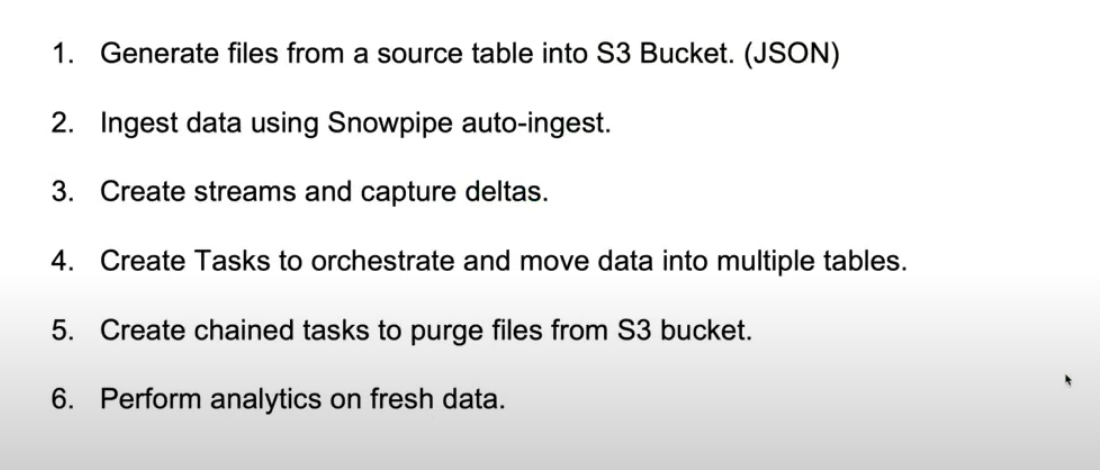 1. Generate files from a source table into S3 Bucket. (JSON)
2. Ingest data using Snowpipe auto-ingest.
3. Create streams and capture deltas.
4. Create Tasks to orchestrate and move data into multiple tables.
5. Create chained tasks to purge files from S3 bucket.
6. Perform analytics on fresh data.